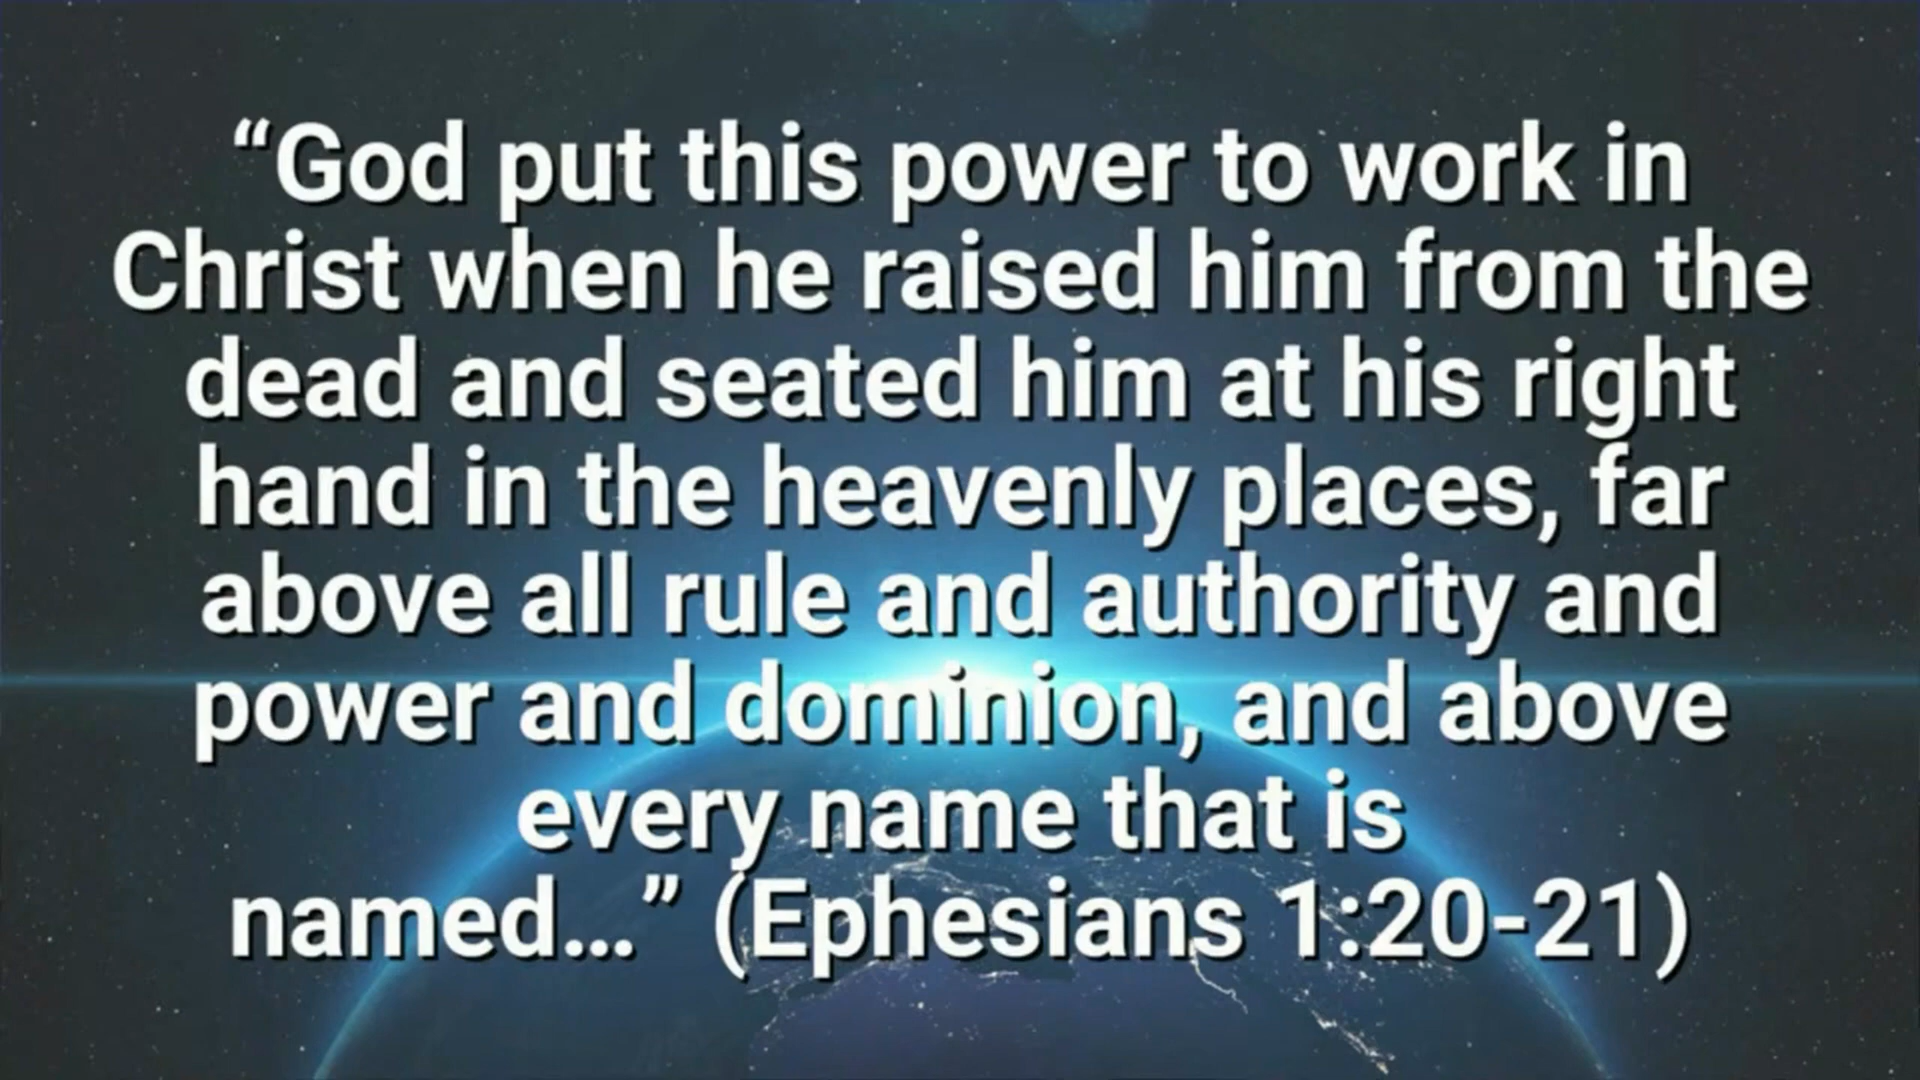 “God put this power to work in
Christ when he raised him from the
dead and seated him at his right
hand in the heavenly places, far
above all rule and authority and
power and dominion, and above
every name that is
named...” (Ephesians 1:20-21)